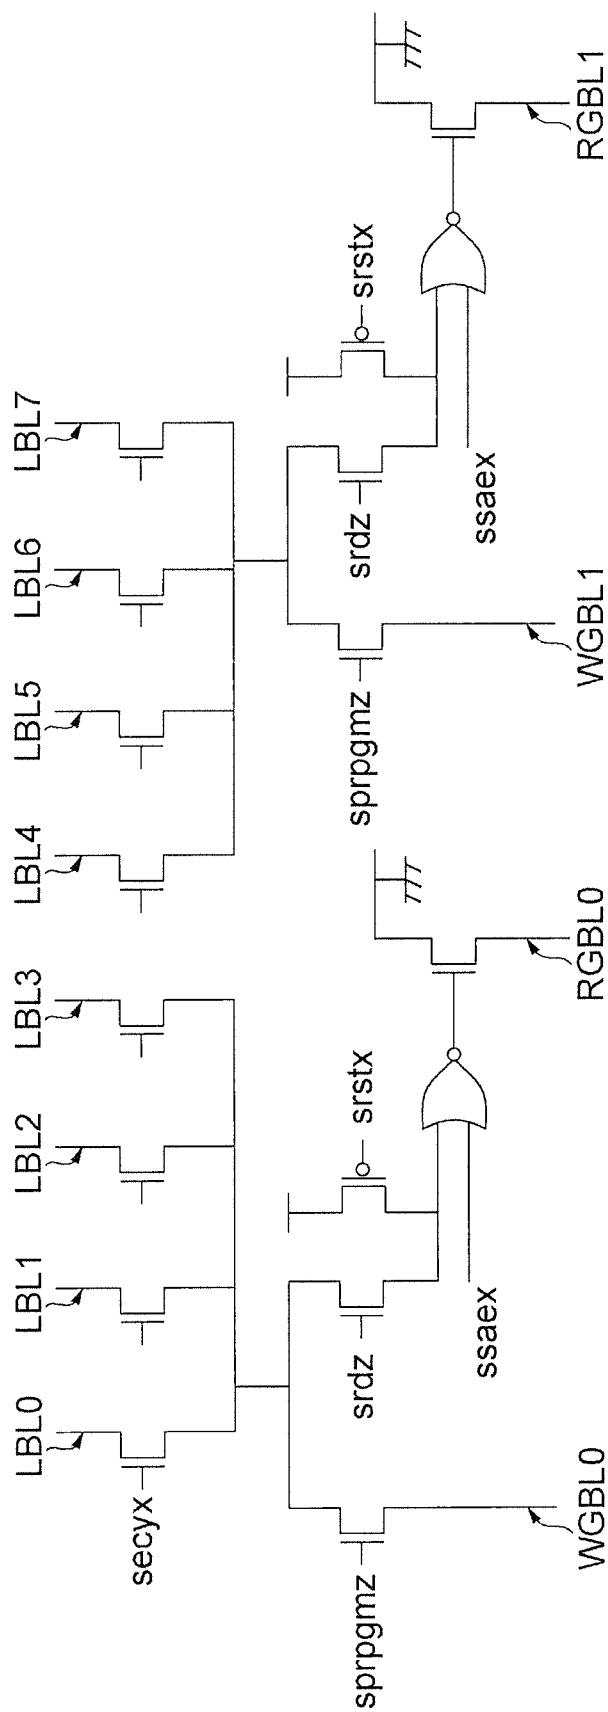 LBL0
LBL1
LBL2
LBL3
LBL4
LBL5
LBL6
LBL7
secyx
sprpgmz
srdz
srstx
sprpgmz
srdz
srstx
ssaex
ssaex
WGBL0
RGBL0
WGBL1
RGBL1